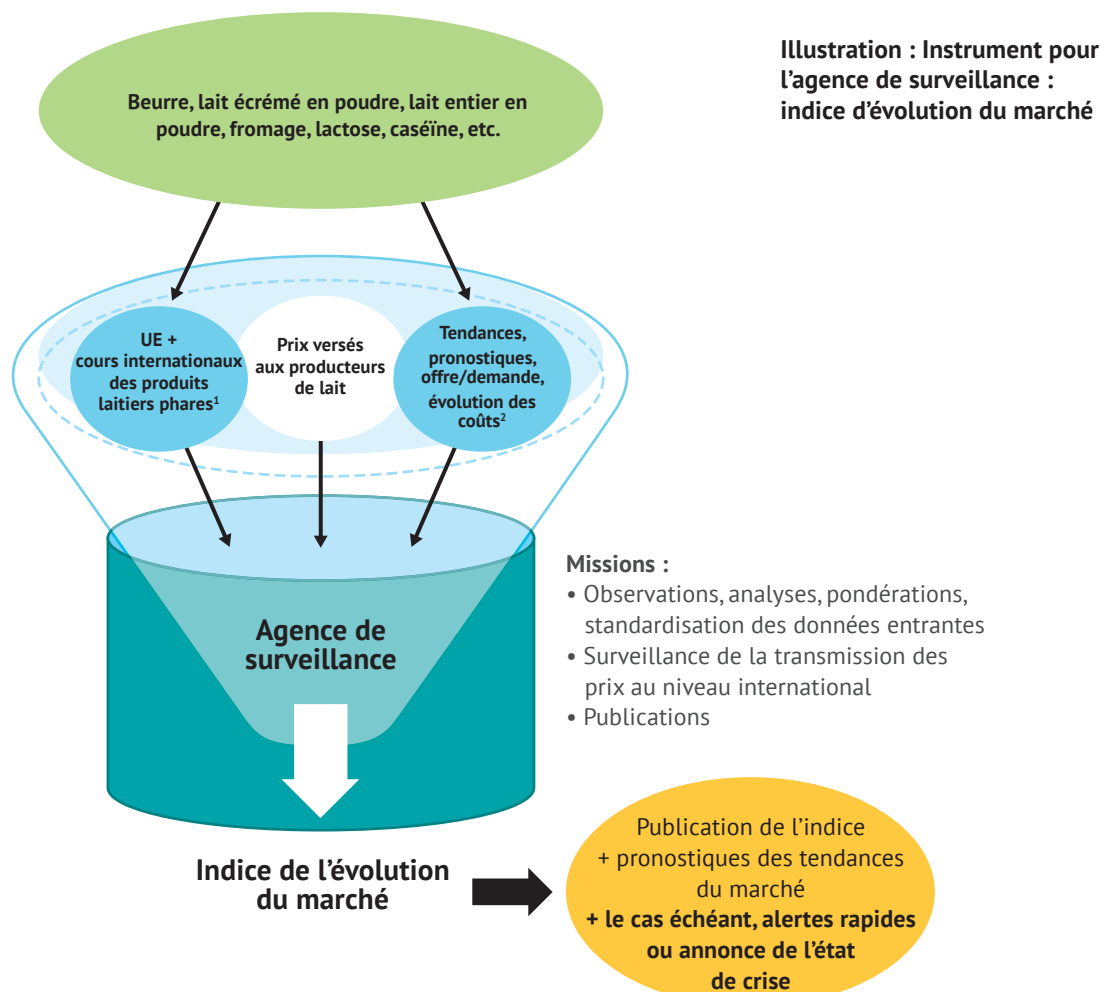 Illustration : Instrument pour
l’agence de surveillance :
indice d’évolution du marché
Beurre, lait écrémé en poudre, lait entier en
poudre, fromage, lactose, caséïne, etc.
UE +
cours internationaux
des produits
laitiers phares¹
Prix versés
aux producteurs
de lait
Tendances,
pronostiques,
offre/demande,
évolution des
coûts²
Agence de
surveillance
Missions :
• Observations, analyses, pondérations,
standardisation des données entrantes
• Surveillance de la transmission des
prix au niveau international
• Publications
Indice de l’évolution
du marché
Publication de l’indice
+ pronostiques des tendances
du marché
+ le cas échéant, alertes rapides
ou annonce de l’état
de crise